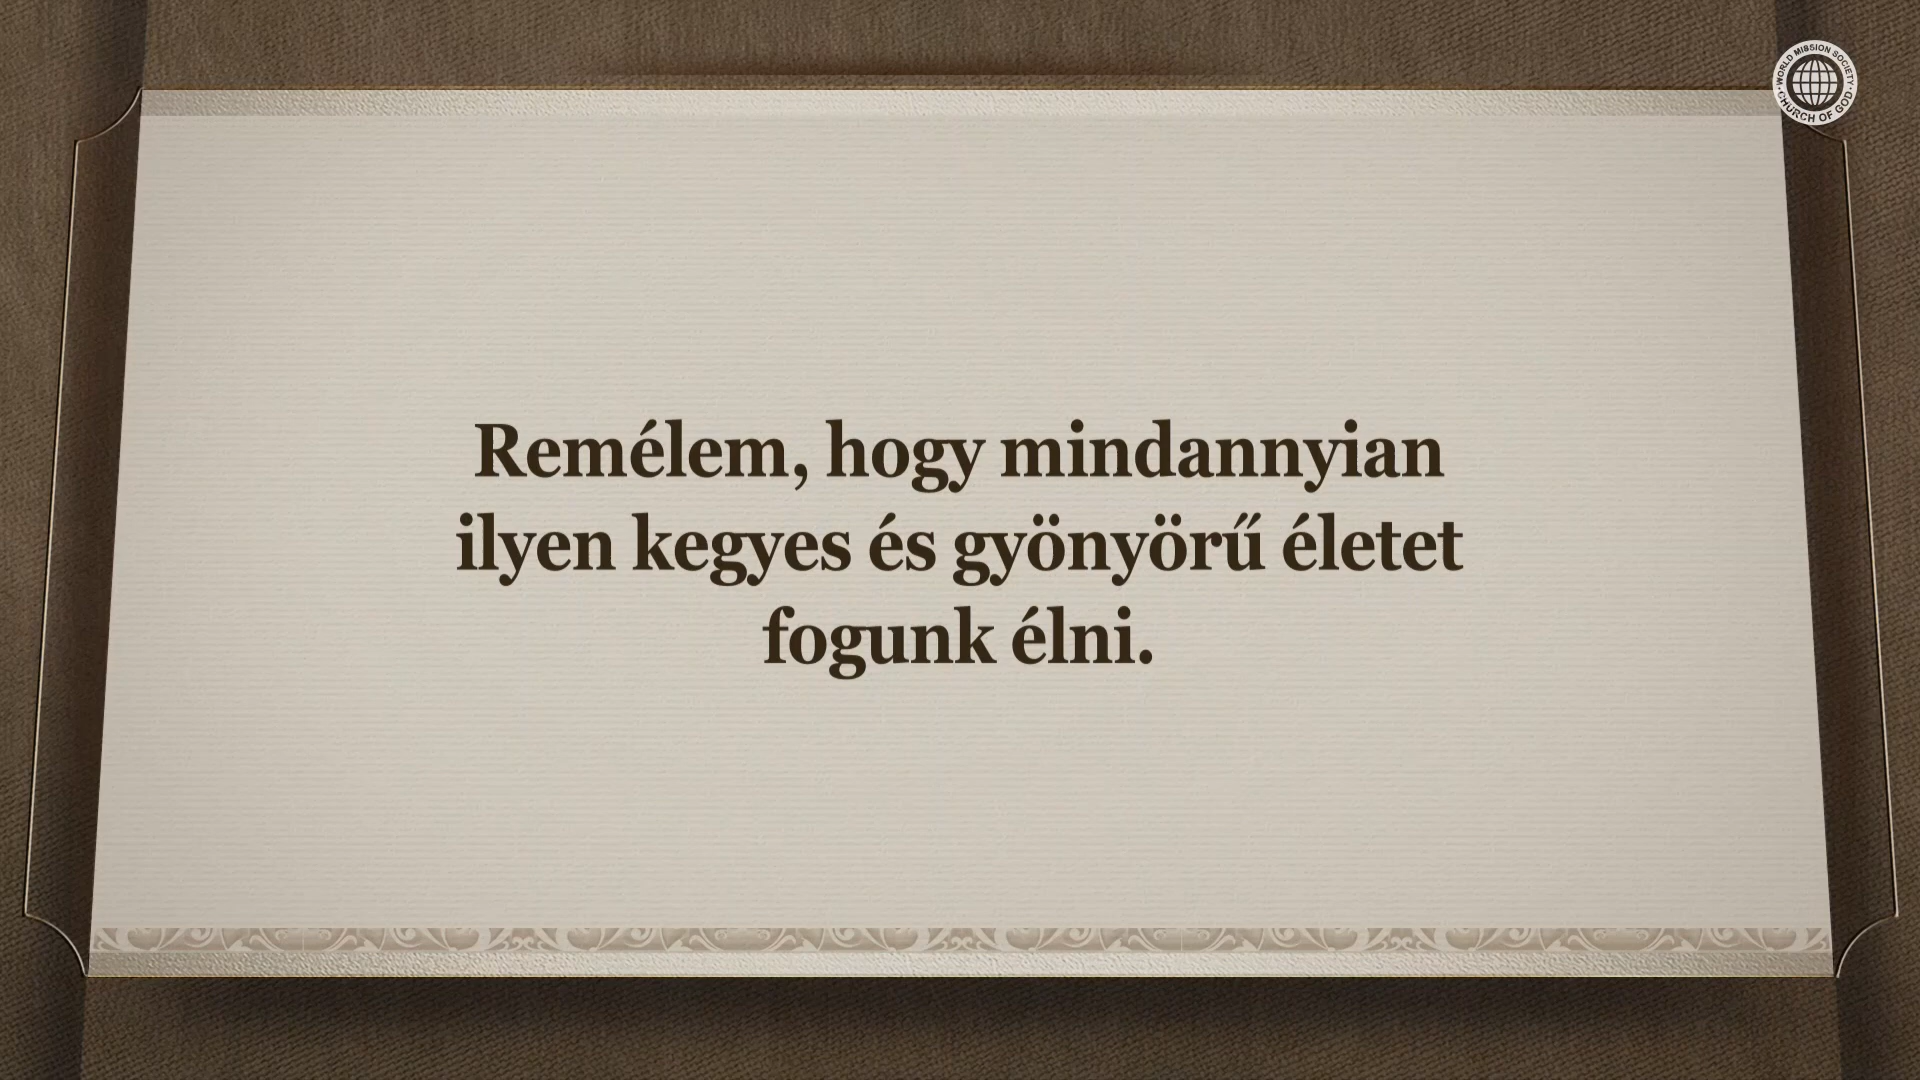 WORLD MISSION SOCIETY
CHURCH OF GOD
Remélem, hogy mindannyian
ilyen kegyes és gyönyörű életet
fogunk élni.